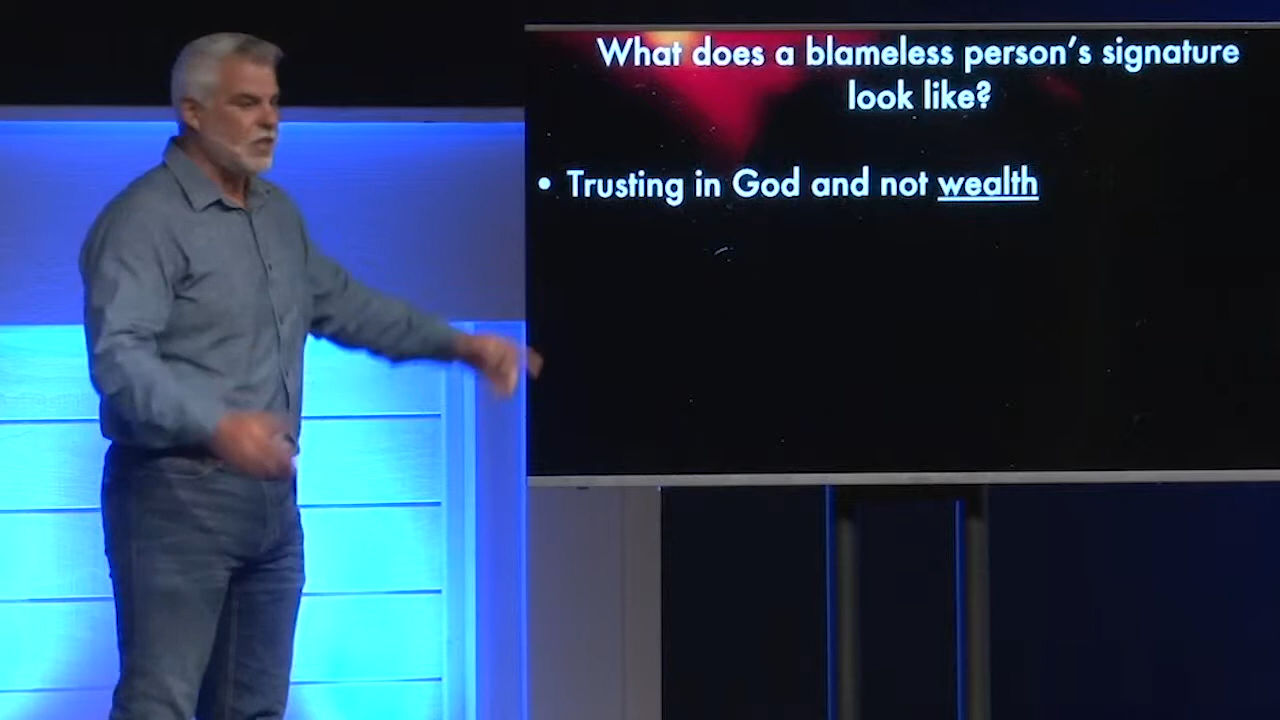 What does a blameless person’s signature
look like?
• Trusting in God and not wealth